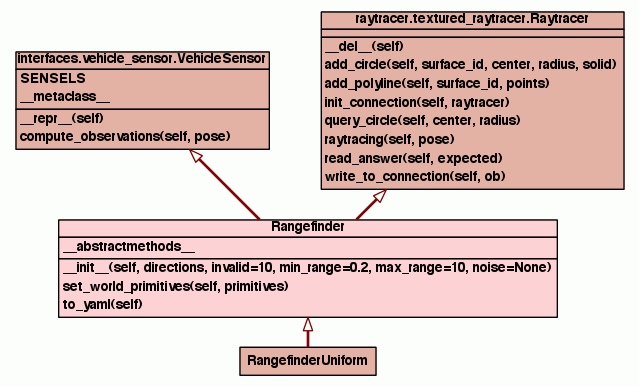 interfaces.vehicle_sensor.VehicleSensor
SENSELS
__metaclass__
__repr__(self)
compute_observations(self, pose)
raytracer.textured_raytracer.Raytracer
__del__(self)
add_circle(self, surface_id, center, radius, solid)
add_polyline(self, surface_id, points)
init_connection(self, raytracer)
query_circle(self, center, radius)
raytracing(self, pose)
read_answer(self, expected)
write_to_connection(self, ob)
Rangefinder
__abstractmethods__
__init__(self, directions, invalid=10, min_range=0.2, max_range=10, noise=None)
set_world_primitives(self, primitives)
to_yaml(self)
RangefinderUniform